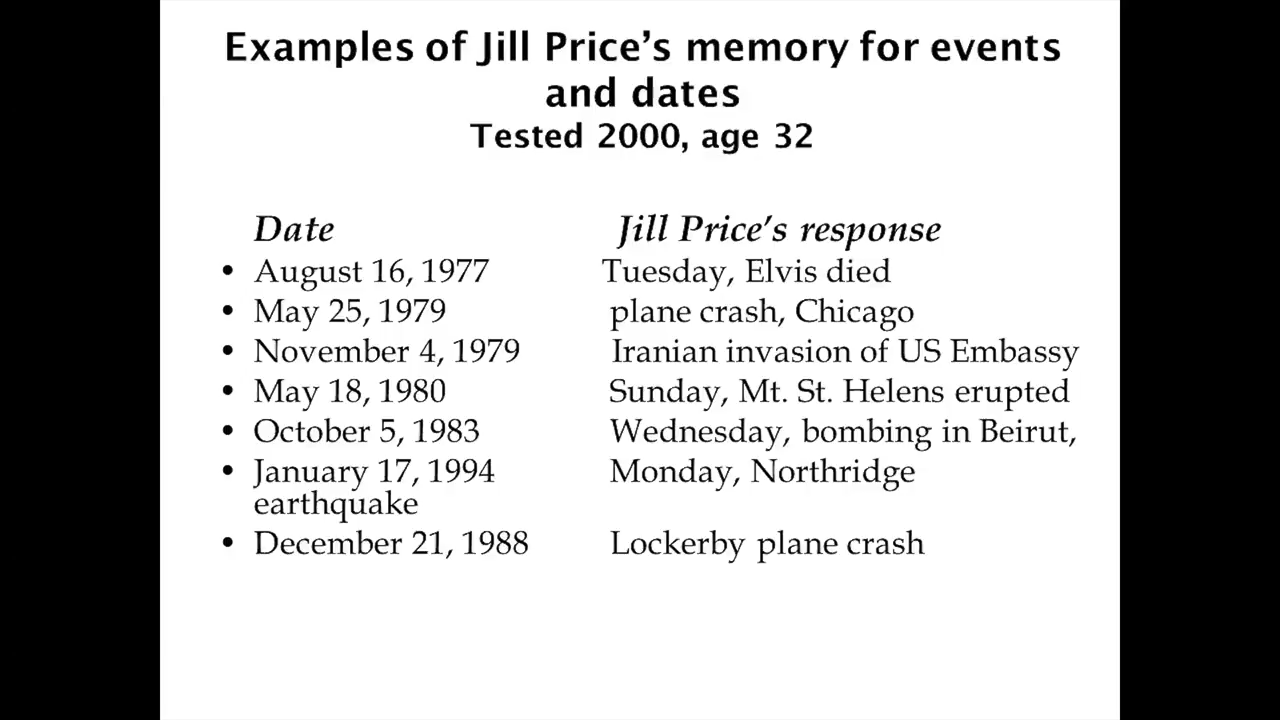 Examples of Jill Price's memory for events
and dates
Tested 2000, age 32
Date Jill Price's response
• August 16, 1977 Tuesday, Elvis died
• May 25, 1979 plane crash, Chicago
• November 4, 1979 Iranian invasion of US Embassy
• May 18, 1980 Sunday, Mt. St. Helens erupted
• October 5, 1983 Wednesday, bombing in Beirut,
• January 17, 1994 Monday, Northridge
earthquake
• December 21, 1988 Lockerby plane crash